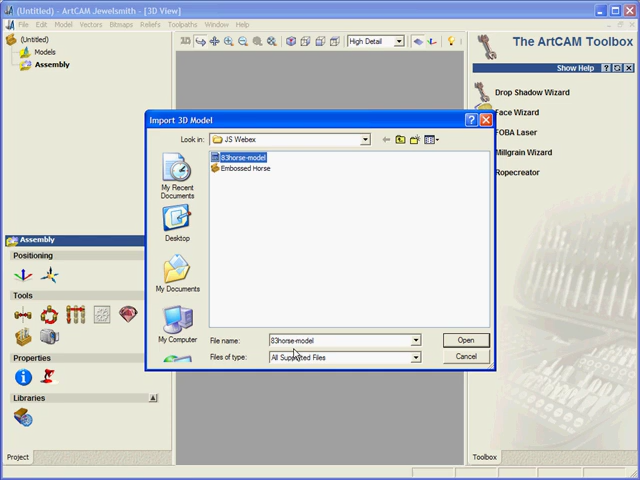 (Untitled) - ArtCAM Jewelsmith - [3D View]
File Edit Model Vectors Bitmaps Reliefs Toolpaths Window Help
(Untitled)
Models
Assembly
3D
High Detail
The ArtCAM Toolbox
Show Help
Drop Shadow Wizard
Face Wizard
FOBA Laser
Millgrain Wizard
Ropecreator
Import 3D Model
Look in: JS Webex
83horse-model
Embossed Horse
My Recent
Documents
Desktop
My Documents
My Computer
File name: 83horse-model Open
Files of type: All Supported Files Cancel
Assembly
Positioning
Tools
Properties
Libraries
Project
Toolbox